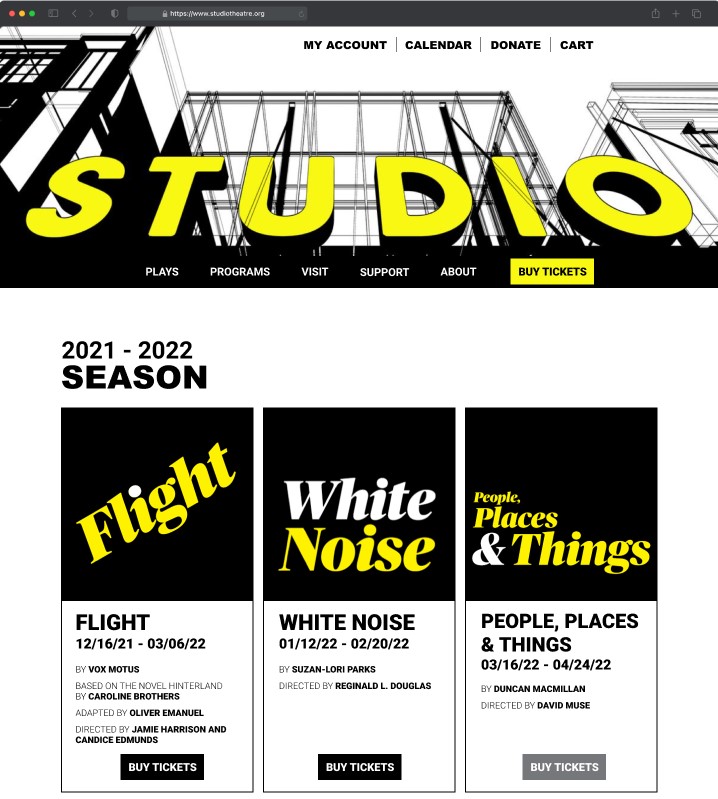 https://www.studiotheatre.org
MY ACCOUNT CALENDAR DONATE CART
STUDIO
PLAYS PROGRAMS VISIT SUPPORT ABOUT BUY TICKETS
2021 - 2022
SEASON
Flight
FLIGHT
12/16/21 - 03/06/22
BY VOX MOTUS
BASED ON THE NOVEL HINTERLAND
BY CAROLINE BROTHERS
ADAPTED BY OLIVER EMANUEL
DIRECTED BY JAMIE HARRISON AND
CANDICE EDMUNDS
BUY TICKETS
White
Noise
WHITE NOISE
01/12/22 - 02/20/22
BY SUZAN-LORI PARKS
DIRECTED BY REGINALD L. DOUGLAS
BUY TICKETS
People,
Places
& Things
PEOPLE, PLACES
& THINGS
03/16/22 - 04/24/22
BY DUNCAN MACMILLAN
DIRECTED BY DAVID MUSE
BUY TICKETS